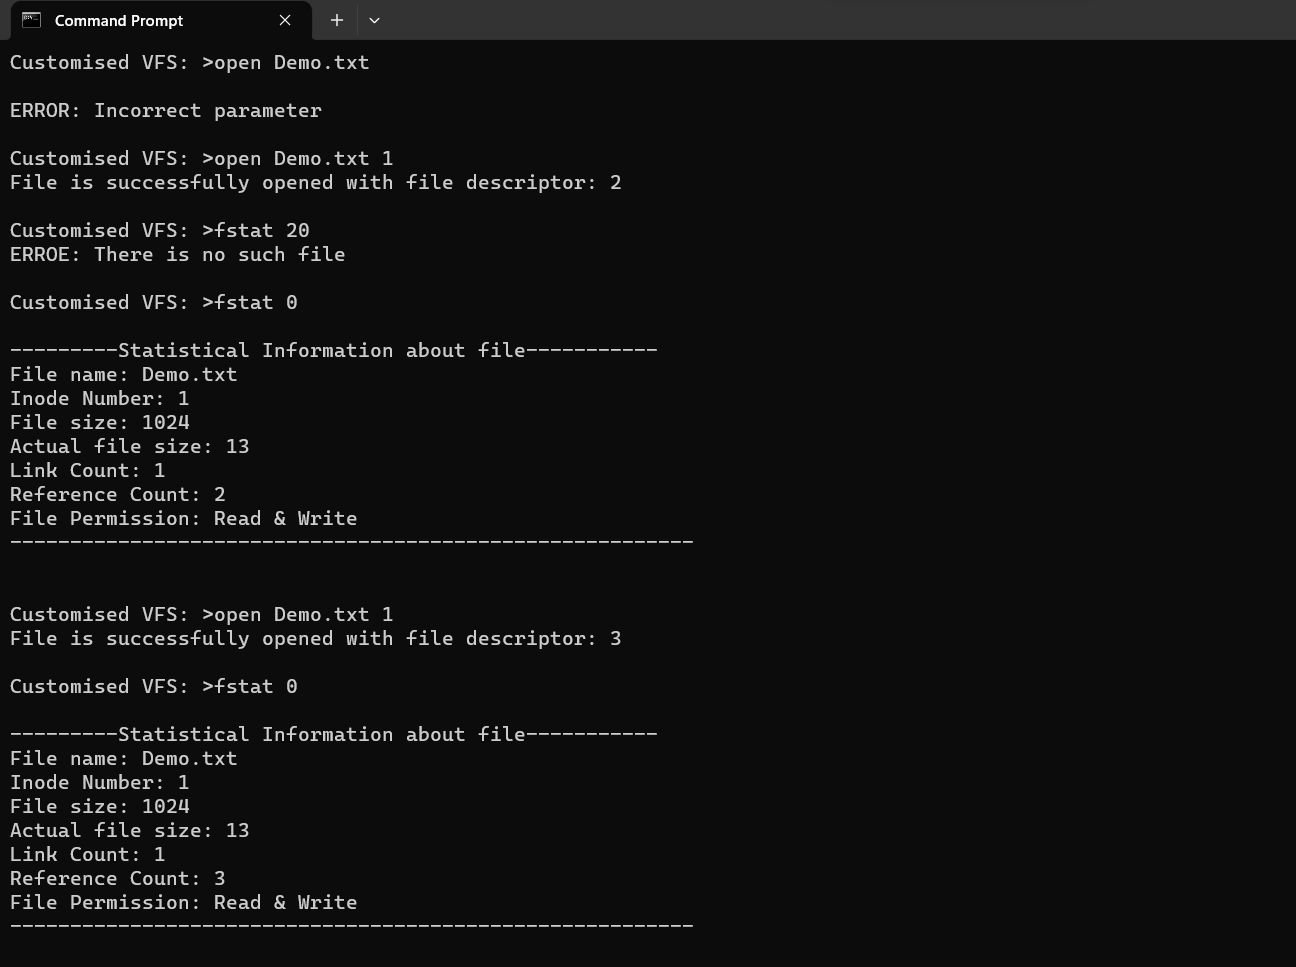 Command Prompt
Customised VFS: >open Demo.txt
ERROR: Incorrect parameter
Customised VFS: >open Demo.txt 1
File is successfully opened with file descriptor: 2
Customised VFS: >fstat 20
ERROE: There is no such file
Customised VFS: >fstat 0
---------Statistical Information about file-----------
File name: Demo.txt
Inode Number: 1
File size: 1024
Actual file size: 13
Link Count: 1
Reference Count: 2
File Permission: Read & Write
---------------------------------------------------------
Customised VFS: >open Demo.txt 1
File is successfully opened with file descriptor: 3
Customised VFS: >fstat 0
---------Statistical Information about file-----------
File name: Demo.txt
Inode Number: 1
File size: 1024
Actual file size: 13
Link Count: 1
Reference Count: 3
File Permission: Read & Write
---------------------------------------------------------